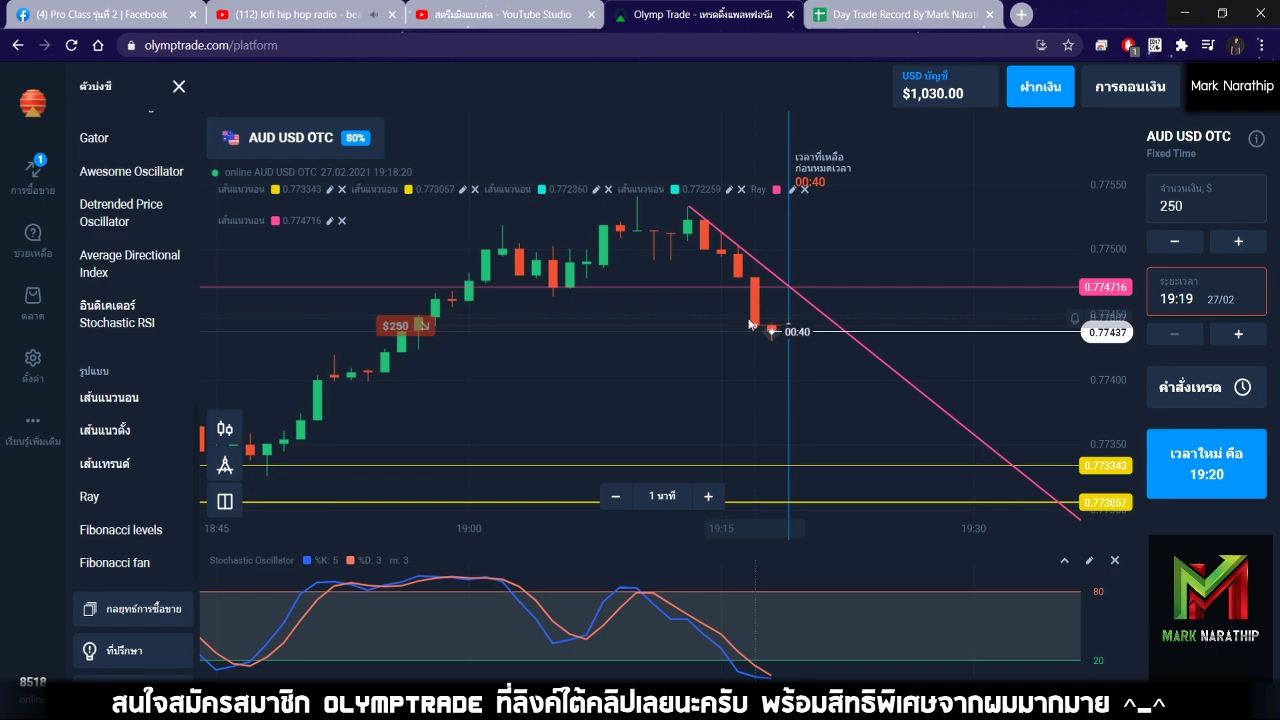 (4) Pro Class รุ่นที่ 2 | Facebook
(112) lofi hip hop radio - bea
สตรีมมิงแบบสด - YouTube Studio
Olymp Trade - เทรดดิ้งแพลทฟอร์ม
Day Trade Record By'Mark Narat
olymptrade.com/platform
1
ตัวบ่งชี้
USD บัญชี
$1,030.00
ฝากเงิน
การถอนเงิน
Mark Narathip
Gator
Awesome Oscillator
Detrended Price
Oscillator
Average Directional
Index
อินดิเคเตอร์
Stochastic RSI
รูปแบบ
เส้นแนวนอน
เส้นแนวตั้ง
เส้นเทรนด์
Ray
Fibonacci levels
Fibonacci fan
กลยุทธ์การซื้อขาย
ที่ปรึกษา
1
การซื้อขาย
ช่วยเหลือ
ตลาด
ตั้งค่า
เรียนรู้เพิ่มเติม
8518
online
AUD USD OTC 80%
online AUD USD OTC 27.02.2021 19:18:20
เวลาที่เหลือ
ก่อนหมดเวลา
00:40
เส้นแนวนอน 0.773343 เส้นแนวนอน 0.773057 เส้นแนวนอน 0.772360 เส้นแนวนอน 0.772259 Ray
เส้นแนวนอน 0.774716
0.77550
0.77500
0.774716
0.77437
0.77400
0.77350
0.773343
0.773057
$250
00:40
1 นาที
18:45
19:00
19:15
19:30
Stochastic Oscillator %K: 5 %D: 3 m: 3
80
20
AUD USD OTC
Fixed Time
จำนวนเงิน, $
250
ระยะเวลา
19:19 27/02
คำสั่งเทรด
เวลาใหม่ คือ
19:20
MARK NARATHIP
สนใจสมัครสมาชิก OLYMPTRADE ที่ลิงค์ใต้คลิปเลยนะครับ พร้อมสิทธิพิเศษจากผมมากมาย ^_^